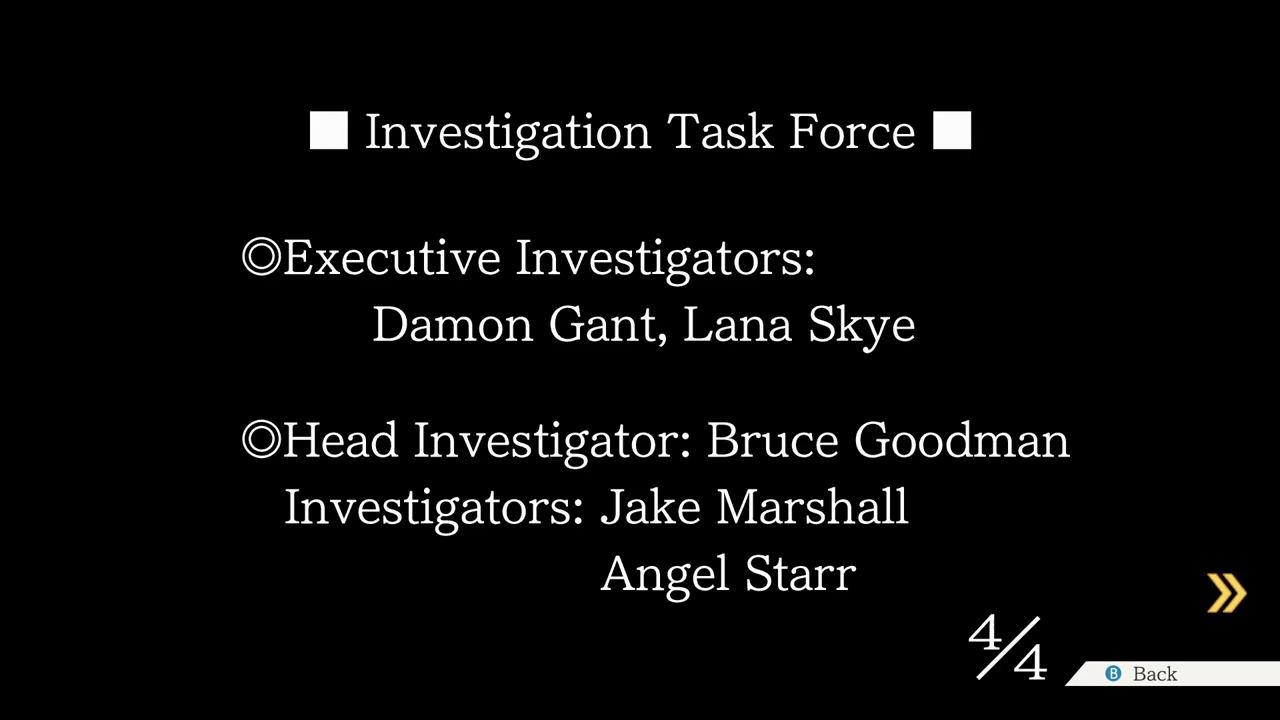 ■ Investigation Task Force ■
◎Executive Investigators:
Damon Gant, Lana Skye
◎Head Investigator: Bruce Goodman
Investigators: Jake Marshall
Angel Starr
4/4
B Back